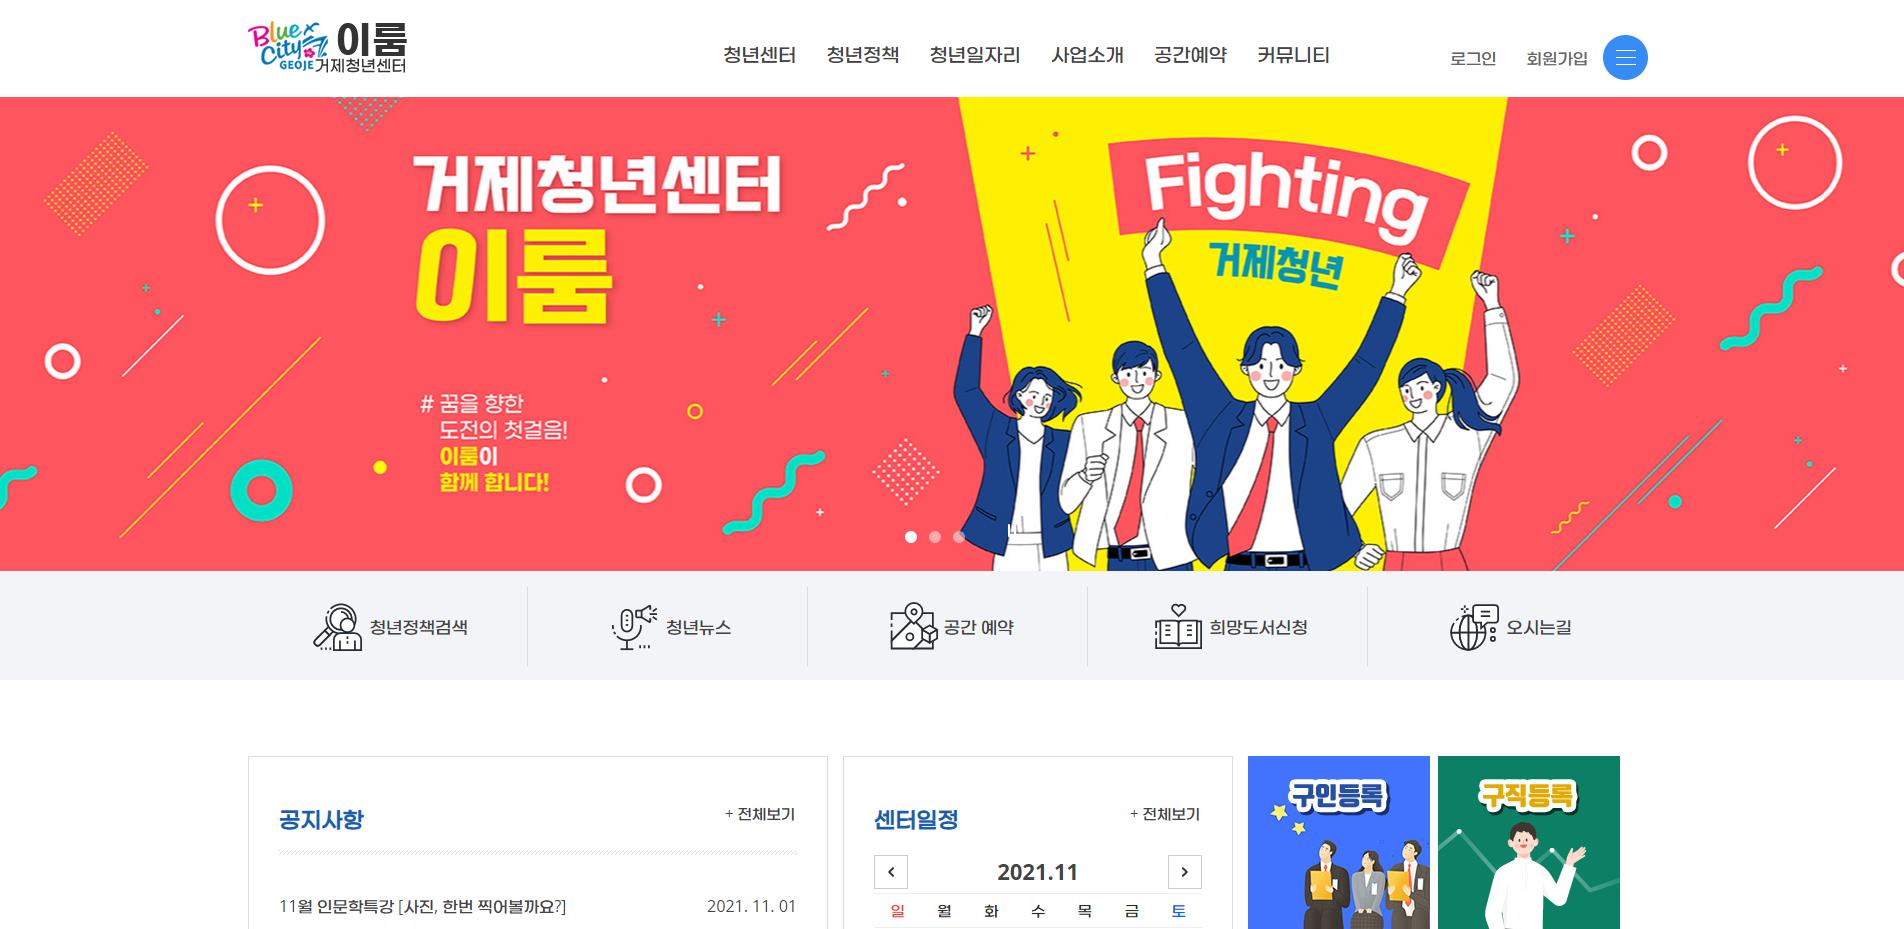 Blue City GEOJE
이룸
거제청년센터
청년센터 청년정책 청년일자리 사업소개 공간예약 커뮤니티
로그인 회원가입
거제청년센터
이룸
# 꿈을 향한
도전의 첫걸음!
이룸이
함께 합니다!
Fighting
거제청년
청년정책검색 청년뉴스 공간 예약 희망도서신청 오시는길
공지사항 + 전체보기
11월 인문학특강 [사진, 한번 찍어볼까요?] 2021. 11. 01
센터일정 + 전체보기
2021.11
일 월 화 수 목 금 토
구인등록
구직등록